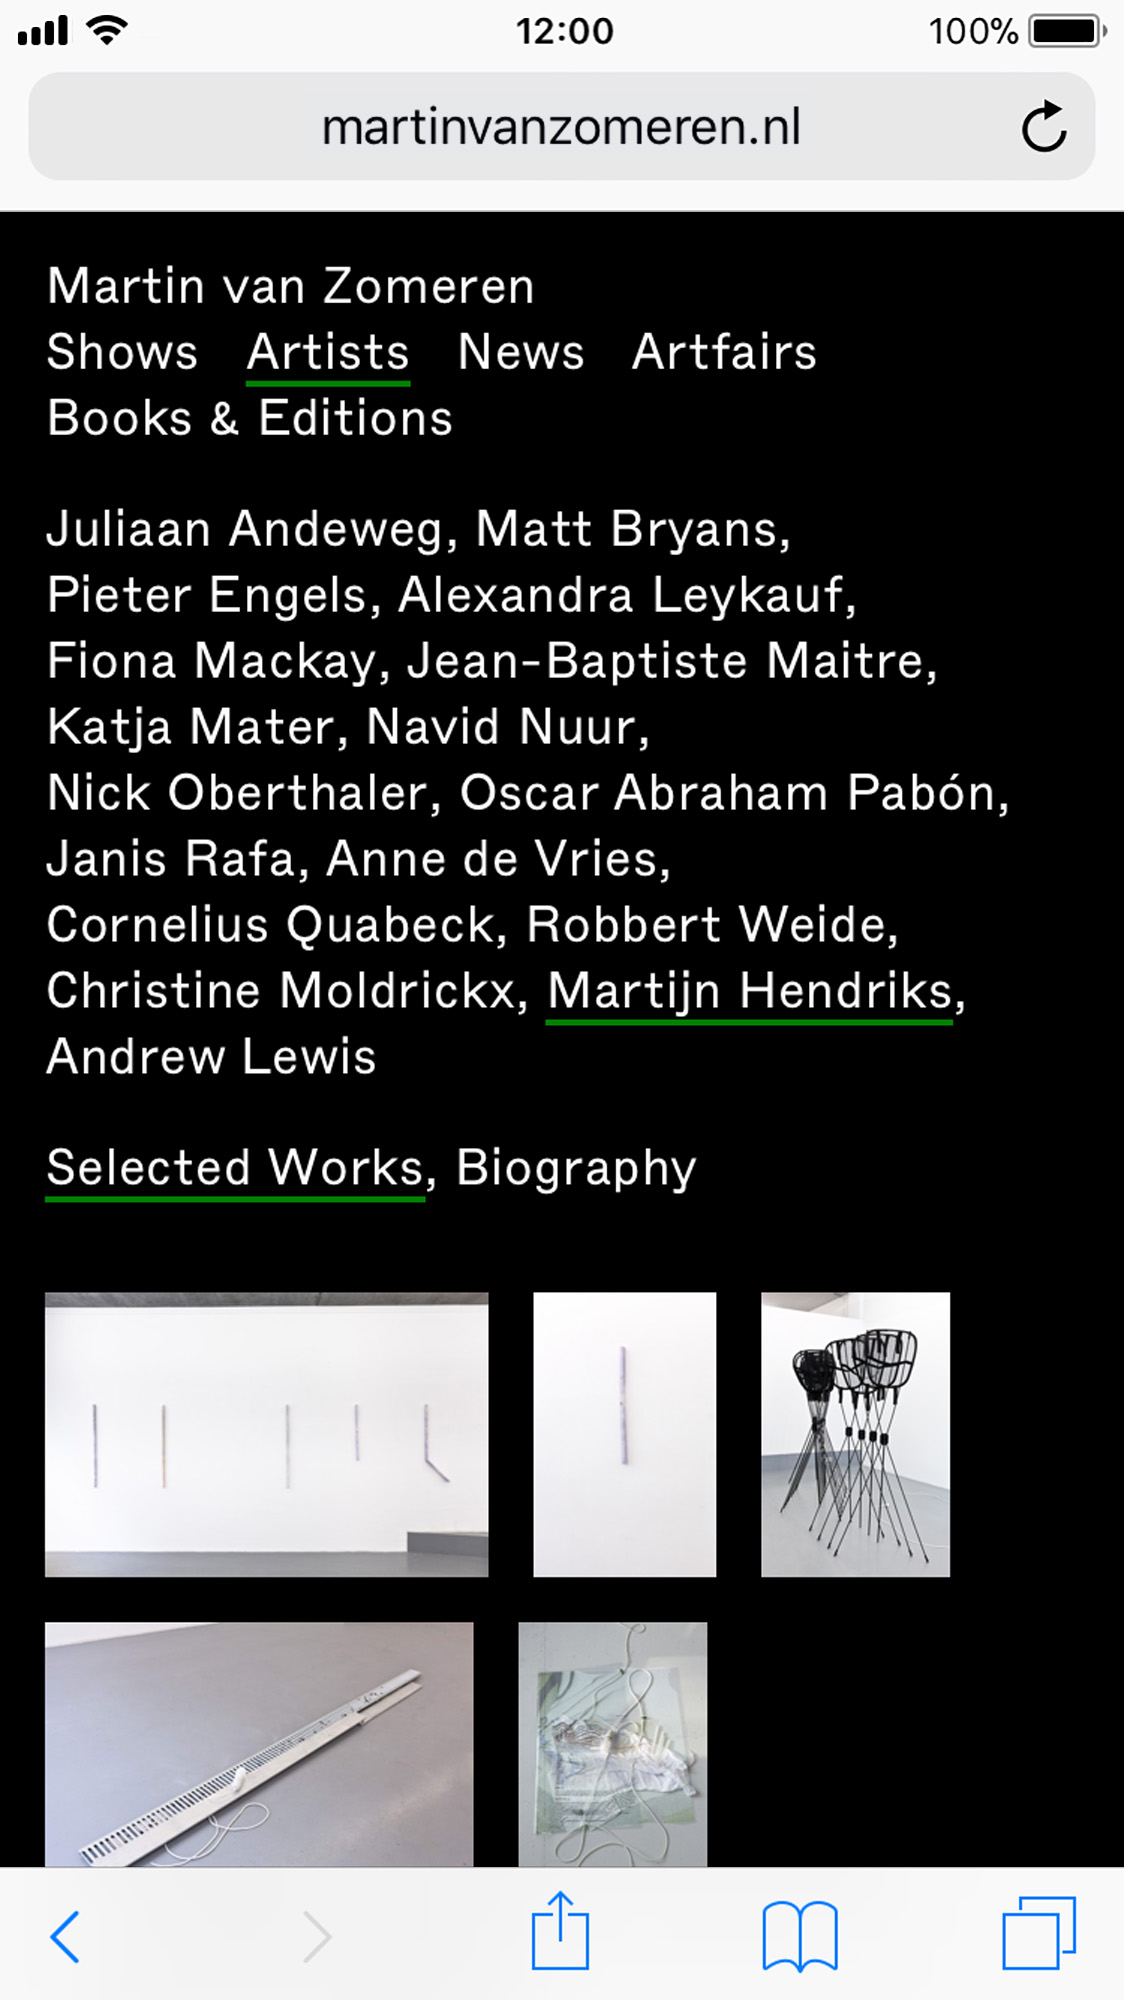 12:00
100%
martinvanzomeren.nl
Martin van Zomeren
Shows Artists News Artfairs
Books & Editions
Juliaan Andeweg, Matt Bryans,
Pieter Engels, Alexandra Leykauf,
Fiona Mackay, Jean-Baptiste Maitre,
Katja Mater, Navid Nuur,
Nick Oberthaler, Oscar Abraham Pabón,
Janis Rafa, Anne de Vries,
Cornelius Quabeck, Robbert Weide,
Christine Moldrickx, Martijn Hendriks,
Andrew Lewis
Selected Works, Biography